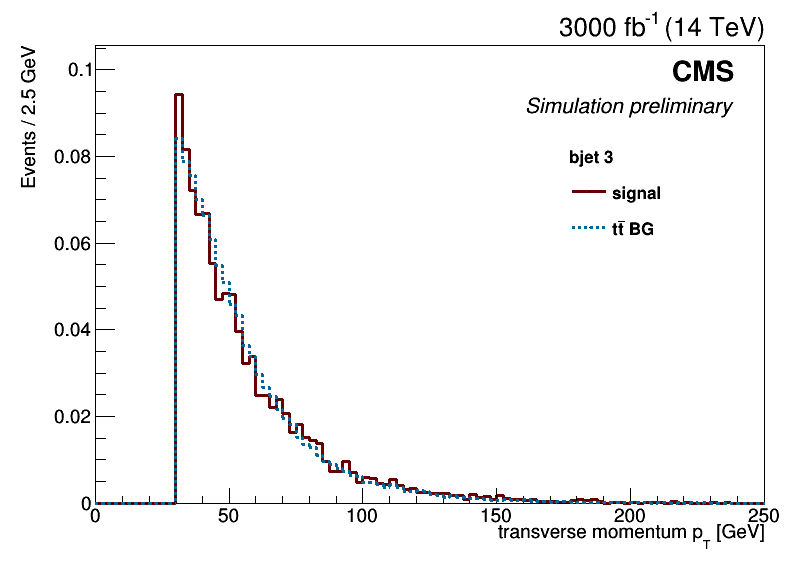 3000 fb⁻¹ (14 TeV)
Events / 2.5 GeV
CMS
Simulation preliminary
bjet 3
signal
tt̄ BG
0.1
0.08
0.06
0.04
0.02
0
0 50 100 150 200 250
transverse momentum p_T [GeV]